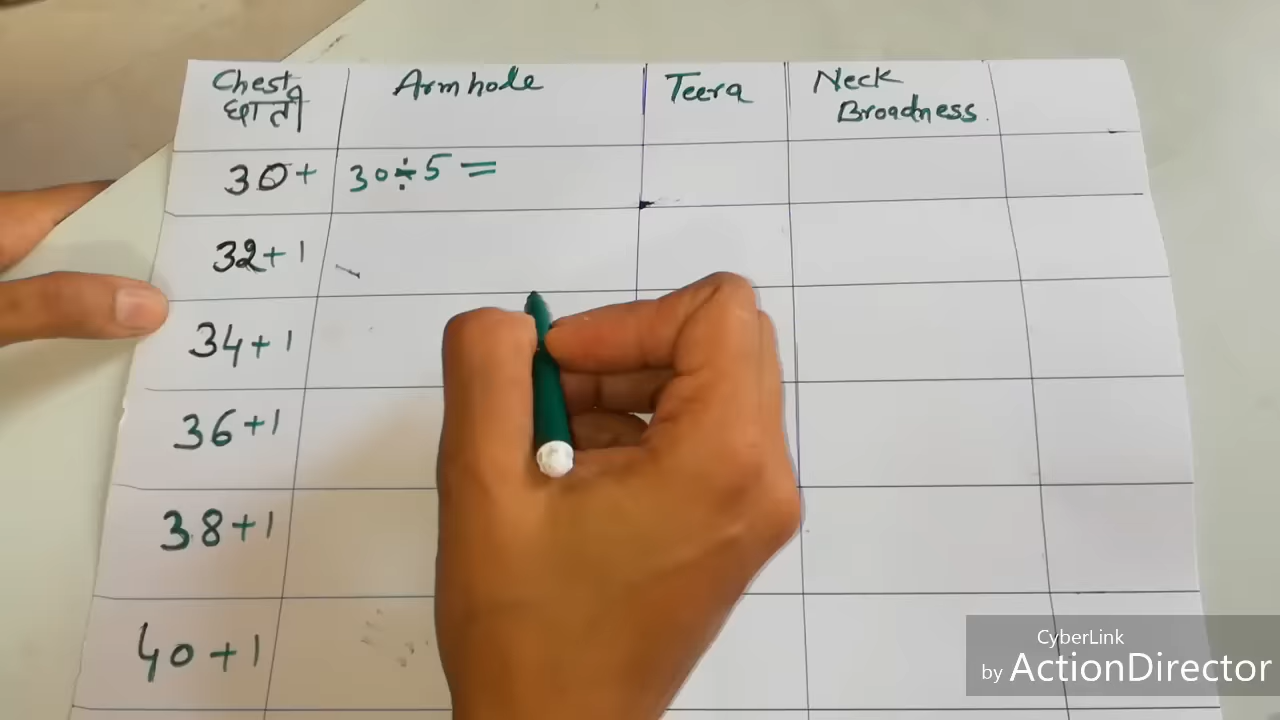 Chest
छाती
Armhole
Teera
Neck
Broadness.
30+
30÷5=
32+1
34+1
36+1
38+1
40+1
CyberLink
by ActionDirector